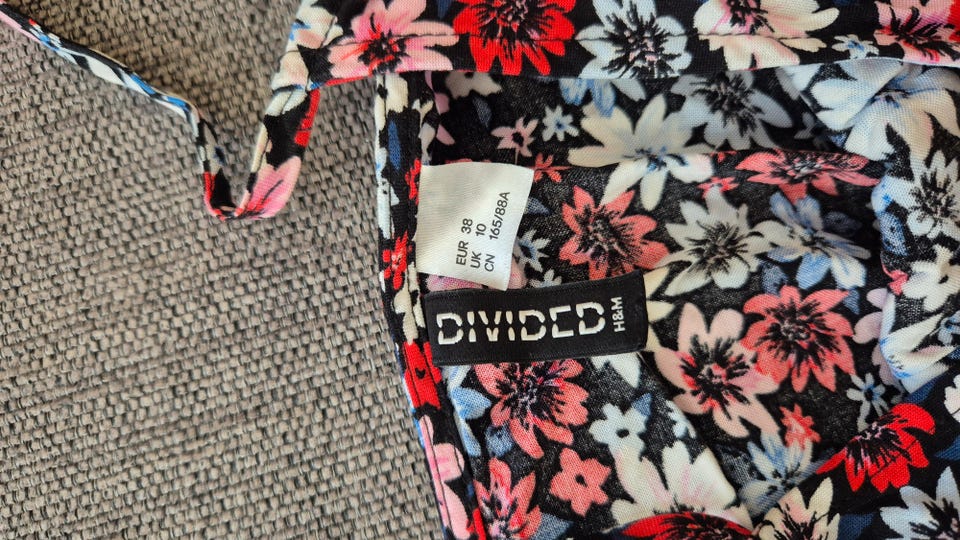 EUR 38
UK 10
CN 165/88A
DIVIDED
H&M